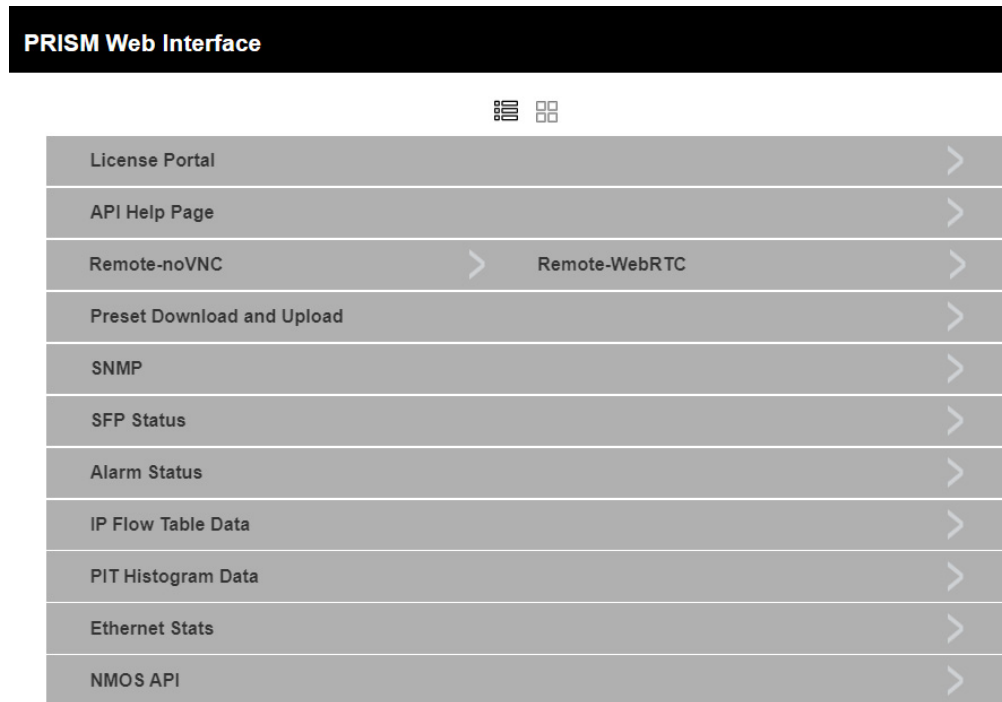 PRISM Web Interface
License Portal
API Help Page
Remote-noVNC Remote-WebRTC
Preset Download and Upload
SNMP
SFP Status
Alarm Status
IP Flow Table Data
PIT Histogram Data
Ethernet Stats
NMOS API